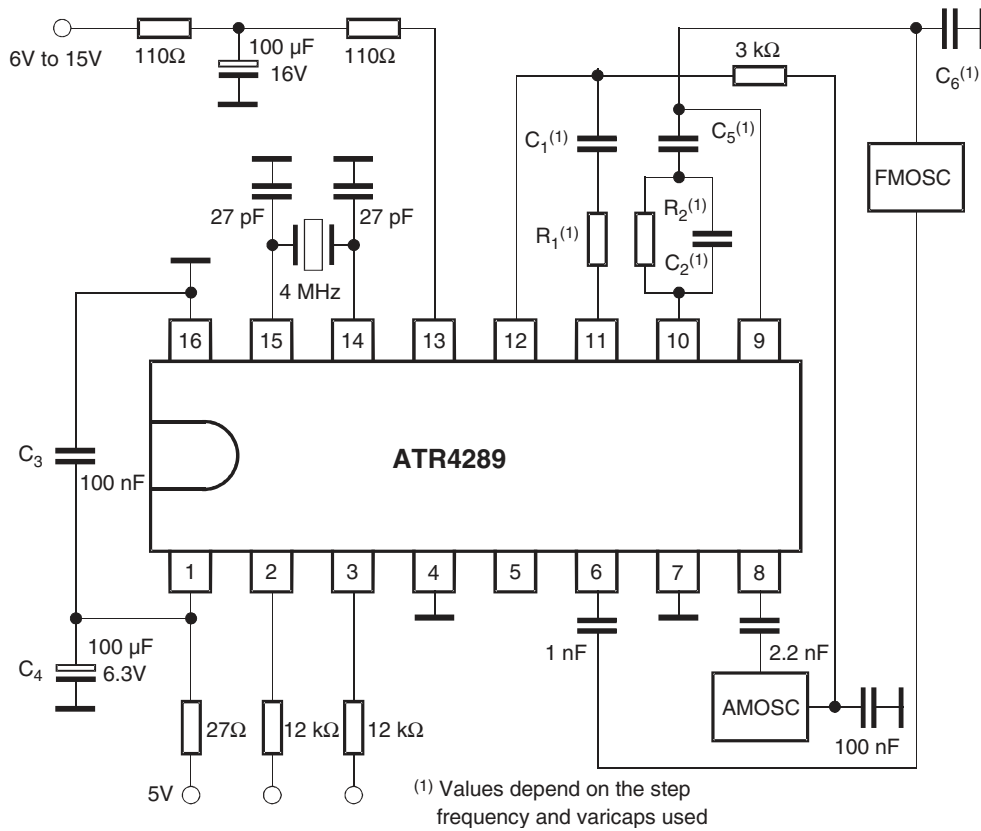 6V to 15V
110Ω
100 µF
16V
110Ω
3 kΩ
C6(1)
C1(1)
C5(1)
FMOSC
27 pF
27 pF
R1(1)
R2(1)
C2(1)
4 MHz
16
15
14
13
12
11
10
9
C3
100 nF
ATR4289
1
2
3
4
5
6
7
8
C4
100 µF
6.3V
1 nF
2.2 nF
27Ω
12 kΩ
12 kΩ
AMOSC
100 nF
5V
(1) Values depend on the step
frequency and varicaps used